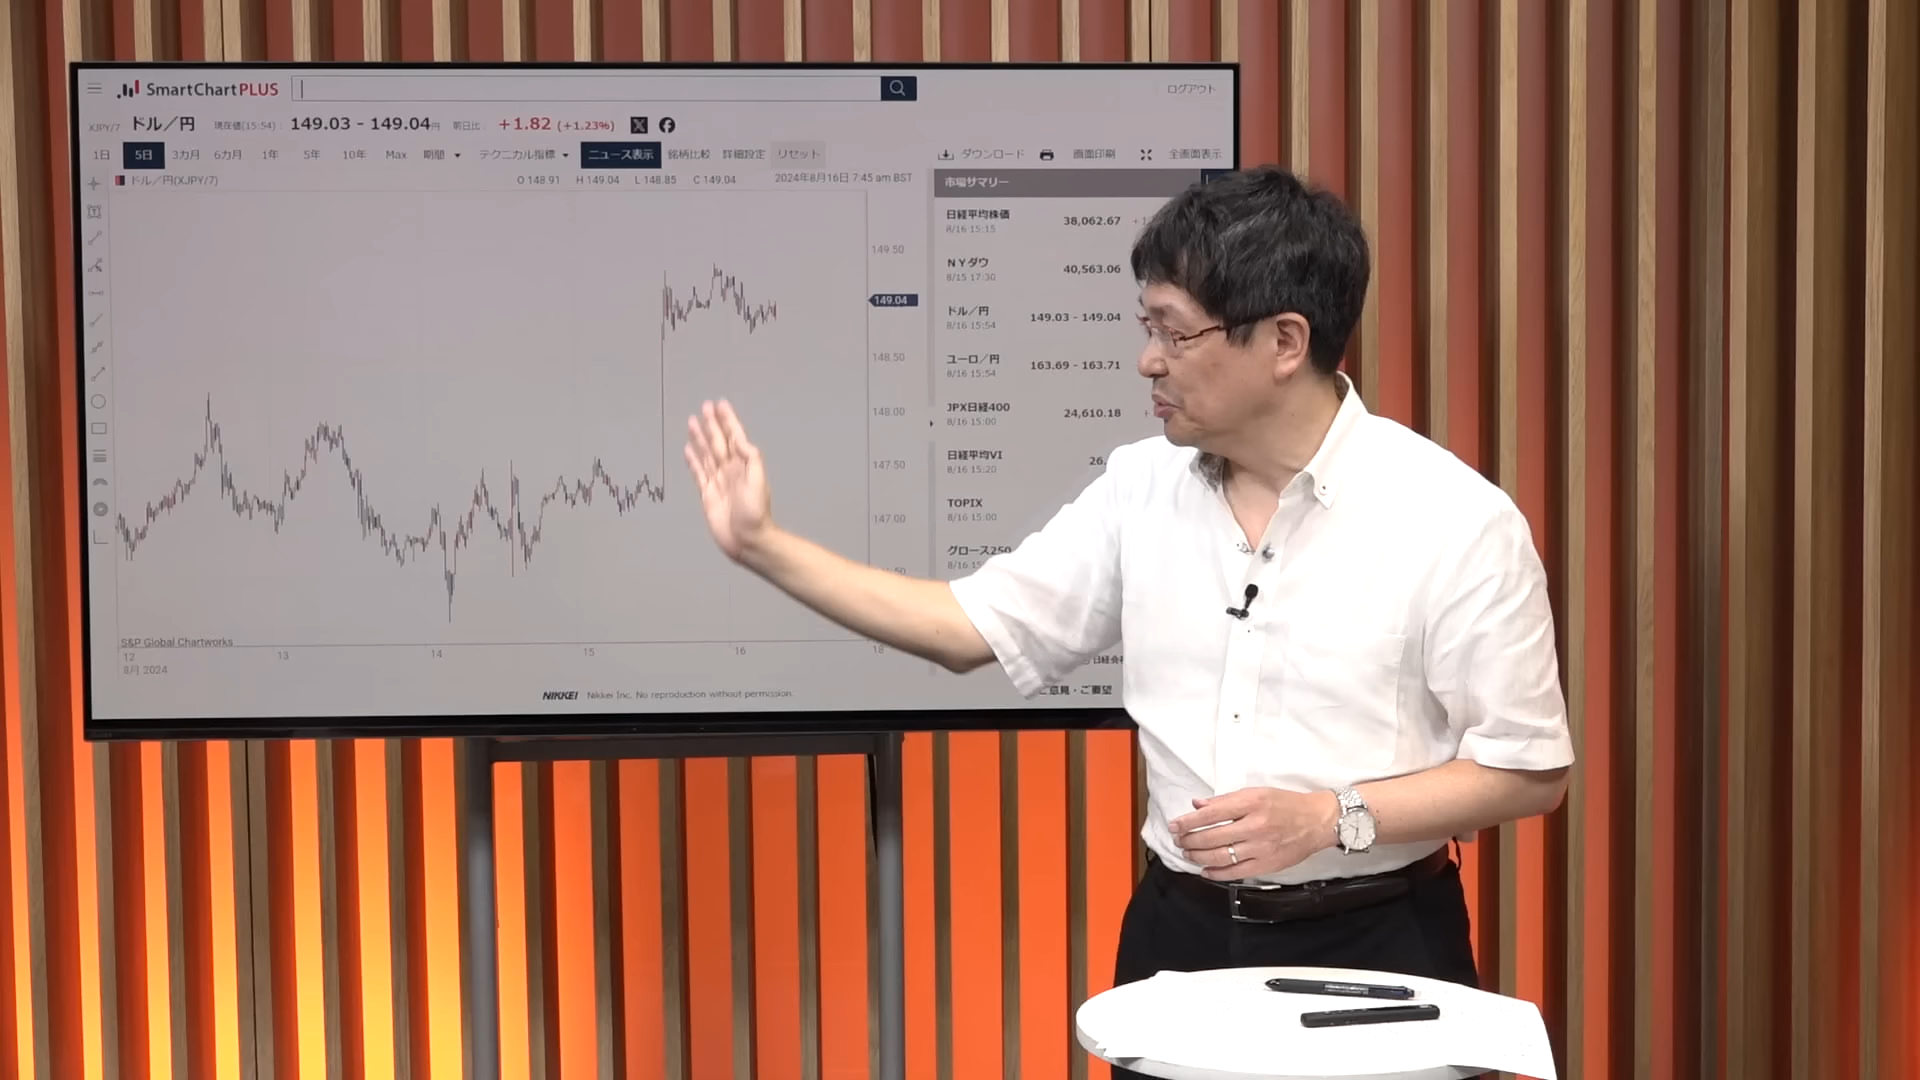 SmartChartPLUS
ログアウト
XJPY/7 ドル／円 現在値(15:54): 149.03 - 149.04円 前日比: +1.82 (+1.23%)
1日 5日 3カ月 6カ月 1年 5年 10年 Max 期間 テクニカル指標 ニュース表示 銘柄比較 詳細設定 リセット ダウンロード 画面印刷 全画面表示
ドル／円(XJPY/7) O 148.91 H 149.04 L 148.85 C 149.04 2024年8月16日 7:45 am BST
149.50
149.04
148.50
148.00
147.50
147.00
.50
S&P Global Chartworks
12 13 14 15 16 18
8月 2024
NIKKEI Nikkei Inc. No reproduction without permission.
市場サマリー
日経平均株価 38,062.67
8/16 15:15
NYダウ 40,563.06
8/15 17:30
ドル／円 149.03 - 149.04
8/16 15:54
ユーロ／円 163.69 - 163.71
8/16 15:54
JPX日経400 24,610.18
8/16 15:00
日経平均VI 26.
8/16 15:20
TOPIX
8/16 15:00
グロース250
8/16 15
日経会
ご意見・ご要望